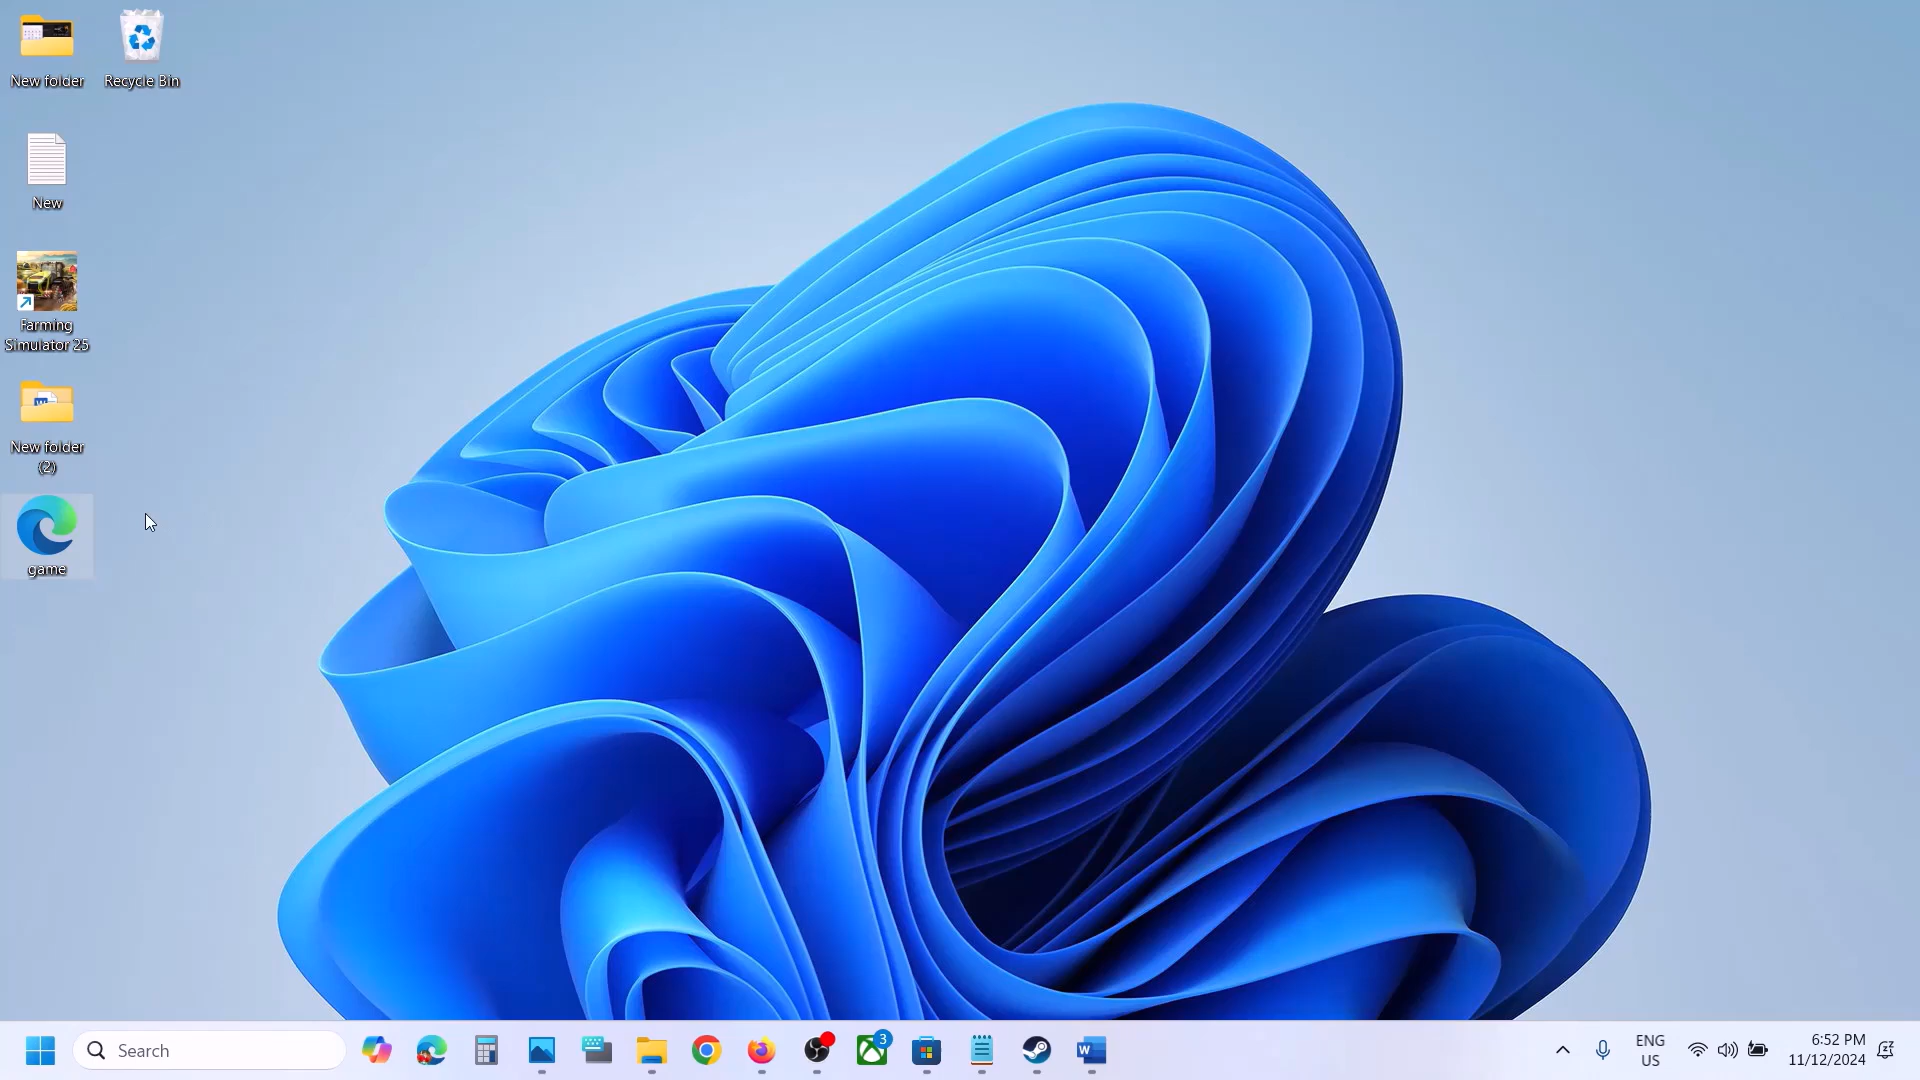 New folder
Recycle Bin
New
Farming
Simulator 25
New folder
(2)
game
Search
3
ENG
US
6:52 PM
11/12/2024